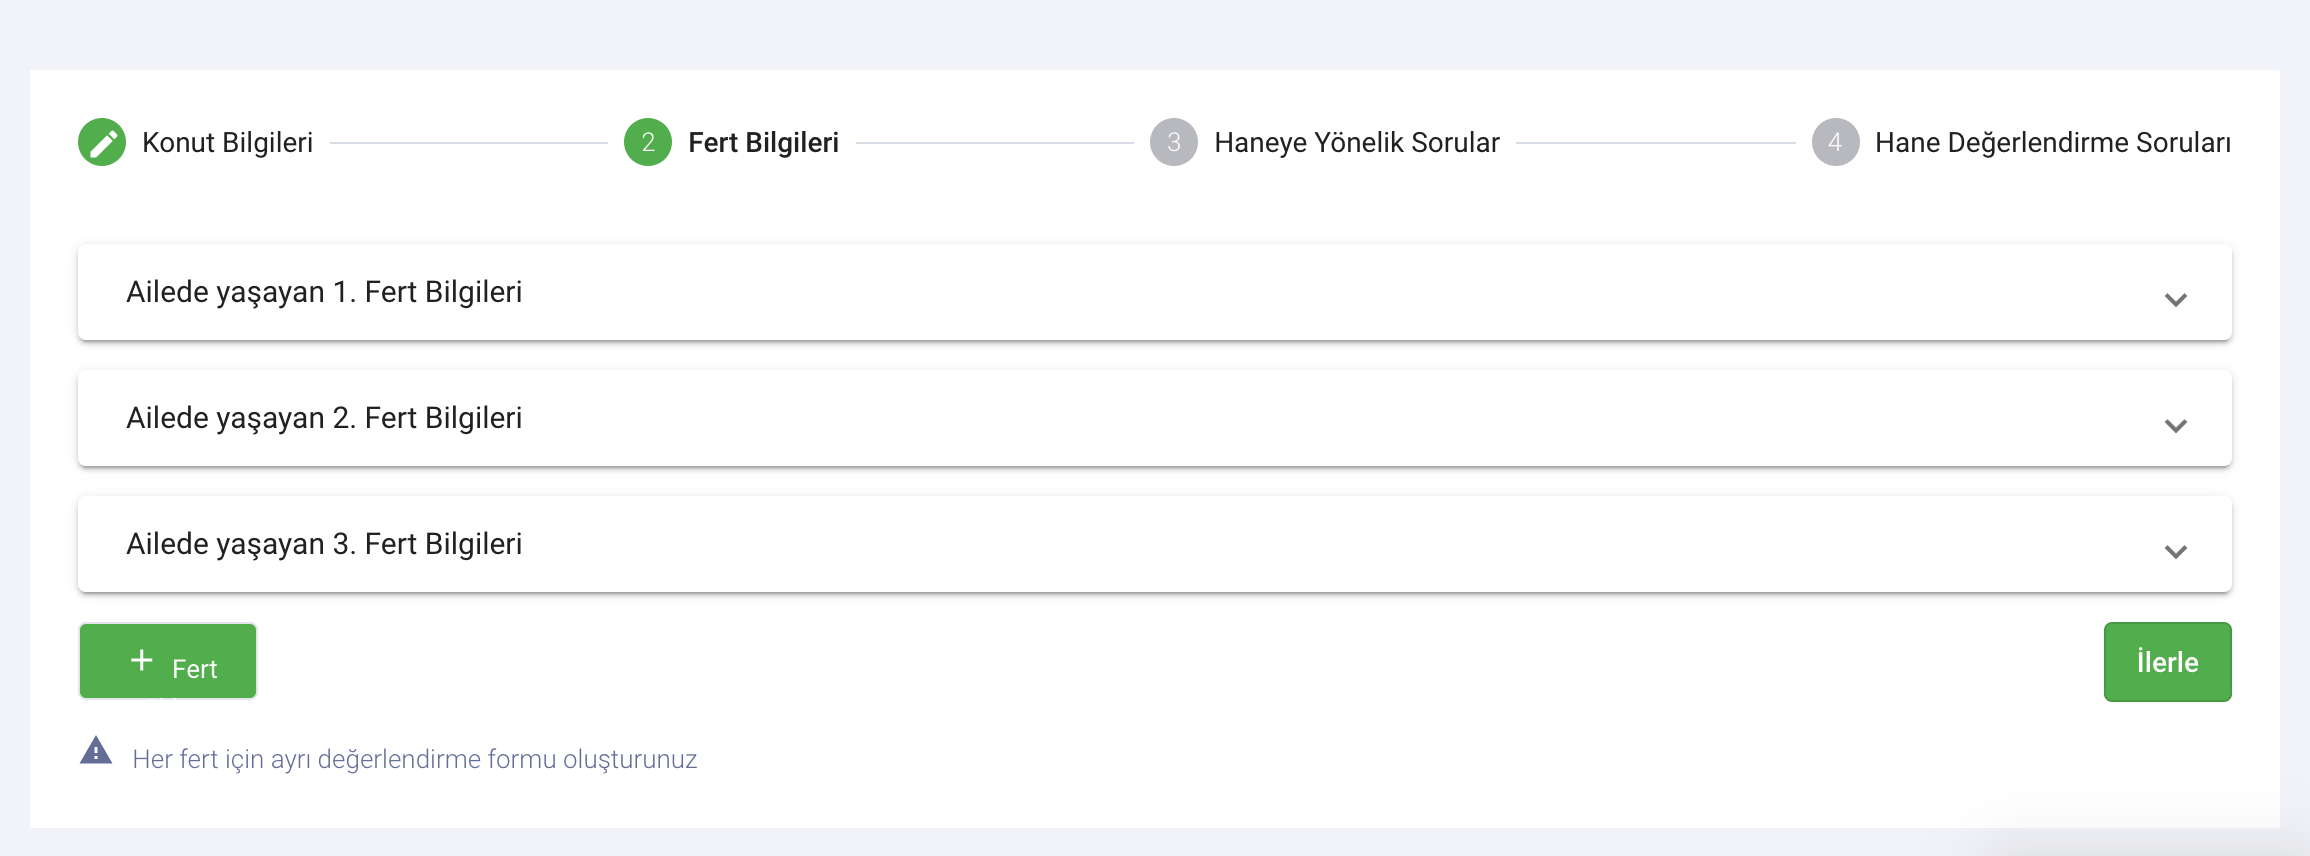 Konut Bilgileri
2 Fert Bilgileri
3 Haneye Yönelik Sorular
4 Hane Değerlendirme Soruları
Ailede yaşayan 1. Fert Bilgileri
Ailede yaşayan 2. Fert Bilgileri
Ailede yaşayan 3. Fert Bilgileri
+ Fert
İlerle
Her fert için ayrı değerlendirme formu oluşturunuz